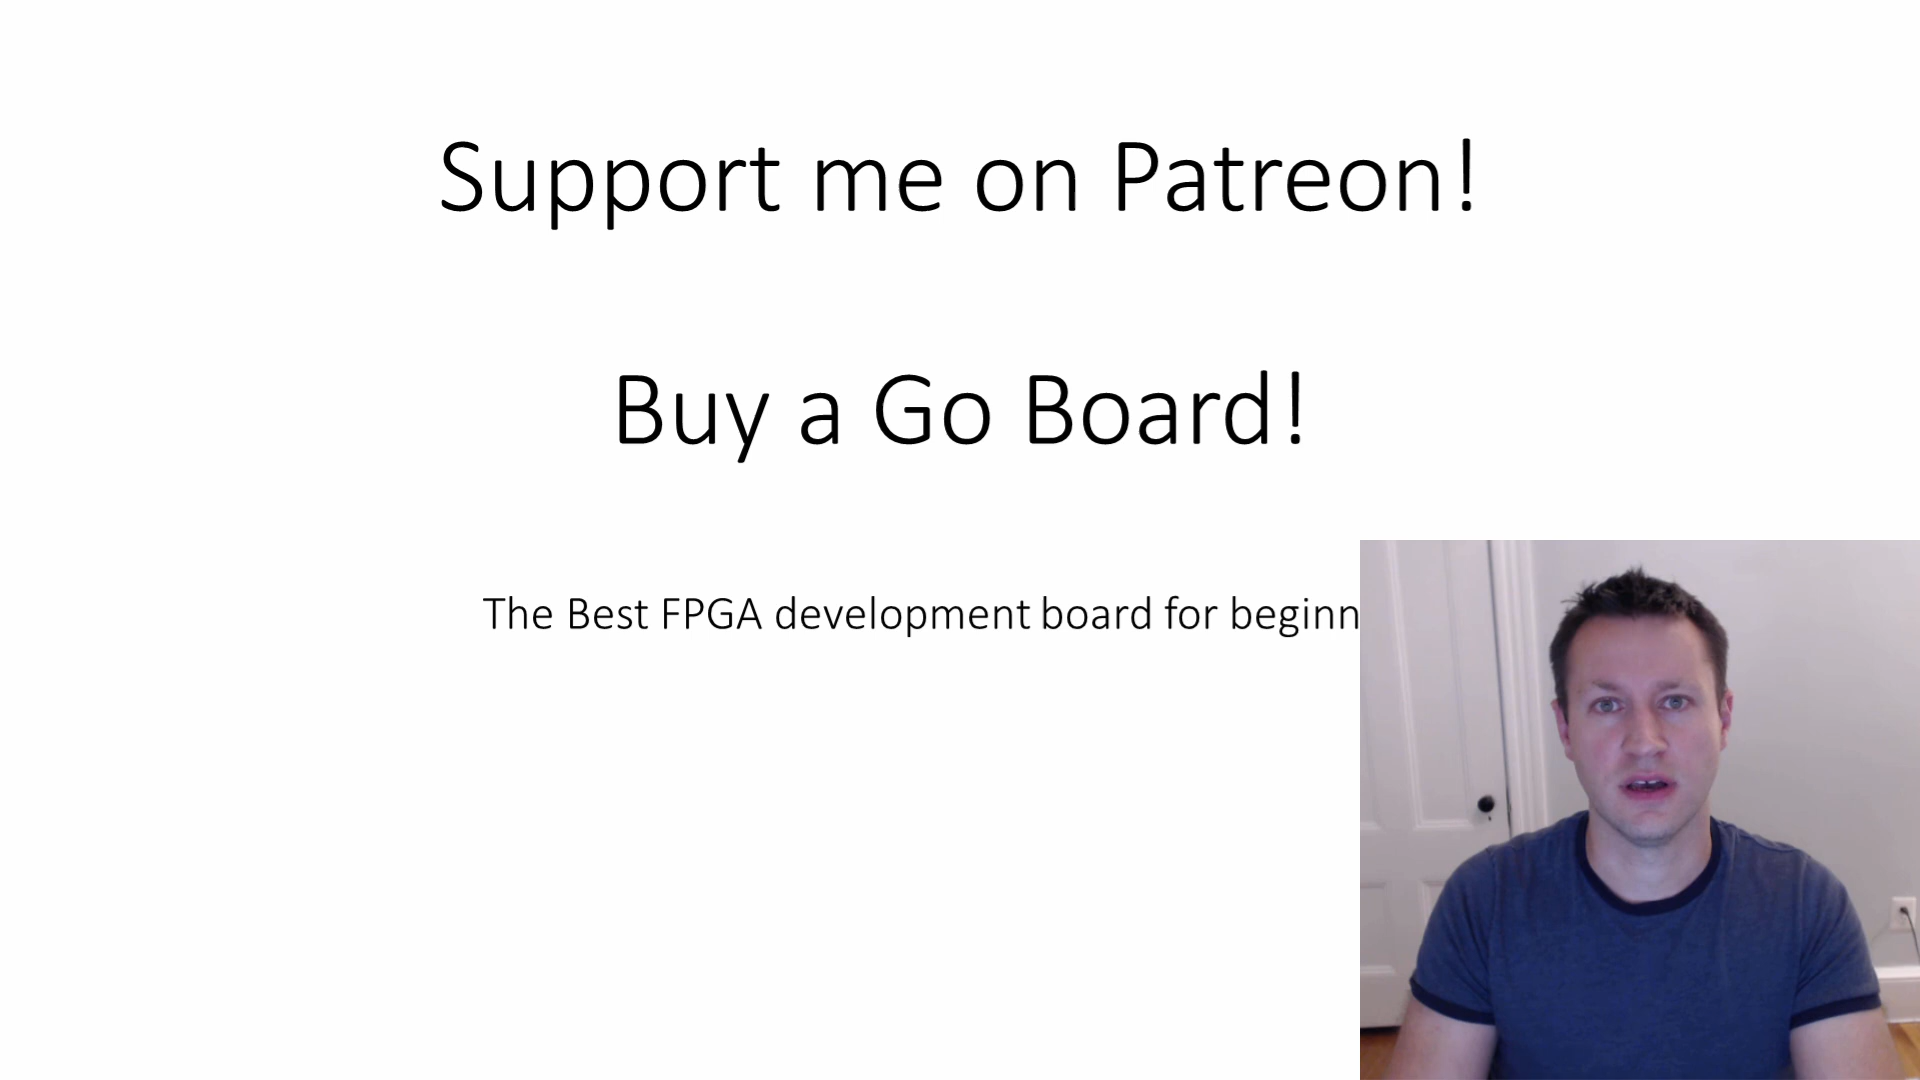 Support me on Patreon!
Buy a Go Board!
The Best FPGA development board for beginn